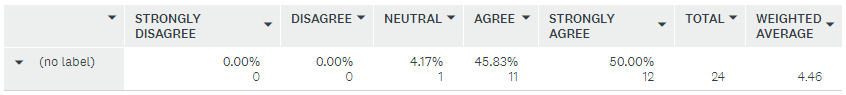 STRONGLY DISAGREE NEUTRAL AGREE STRONGLY TOTAL WEIGHTED
DISAGREE AGREE AVERAGE
(no label) 0.00% 0.00% 4.17% 45.83% 50.00%
0 0 1 11 12 24 4.46